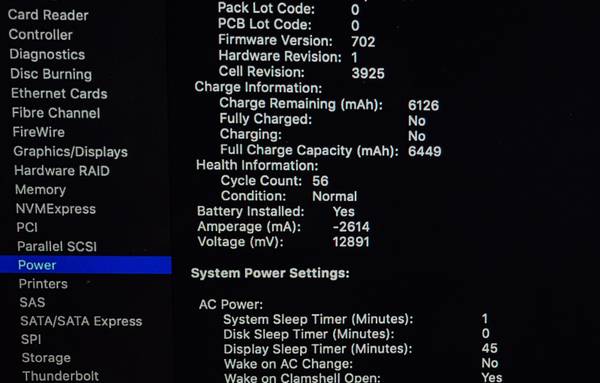 Card Reader
Controller
Diagnostics
Disc Burning
Ethernet Cards
Fibre Channel
FireWire
Graphics/Displays
Hardware RAID
Memory
NVMExpress
PCI
Parallel SCSI
Power
Printers
SAS
SATA/SATA Express
SPI
Storage
Thunderbolt
Pack Lot Code: 0
PCB Lot Code: 0
Firmware Version: 702
Hardware Revision: 1
Cell Revision: 3925
Charge Information:
Charge Remaining (mAh): 6126
Fully Charged: No
Charging: No
Full Charge Capacity (mAh): 6449
Health Information:
Cycle Count: 56
Condition: Normal
Battery Installed: Yes
Amperage (mA): -2614
Voltage (mV): 12891
System Power Settings:
AC Power:
System Sleep Timer (Minutes): 1
Disk Sleep Timer (Minutes): 0
Display Sleep Timer (Minutes): 45
Wake on AC Change: No
Wake on Clamshell Open: Yes